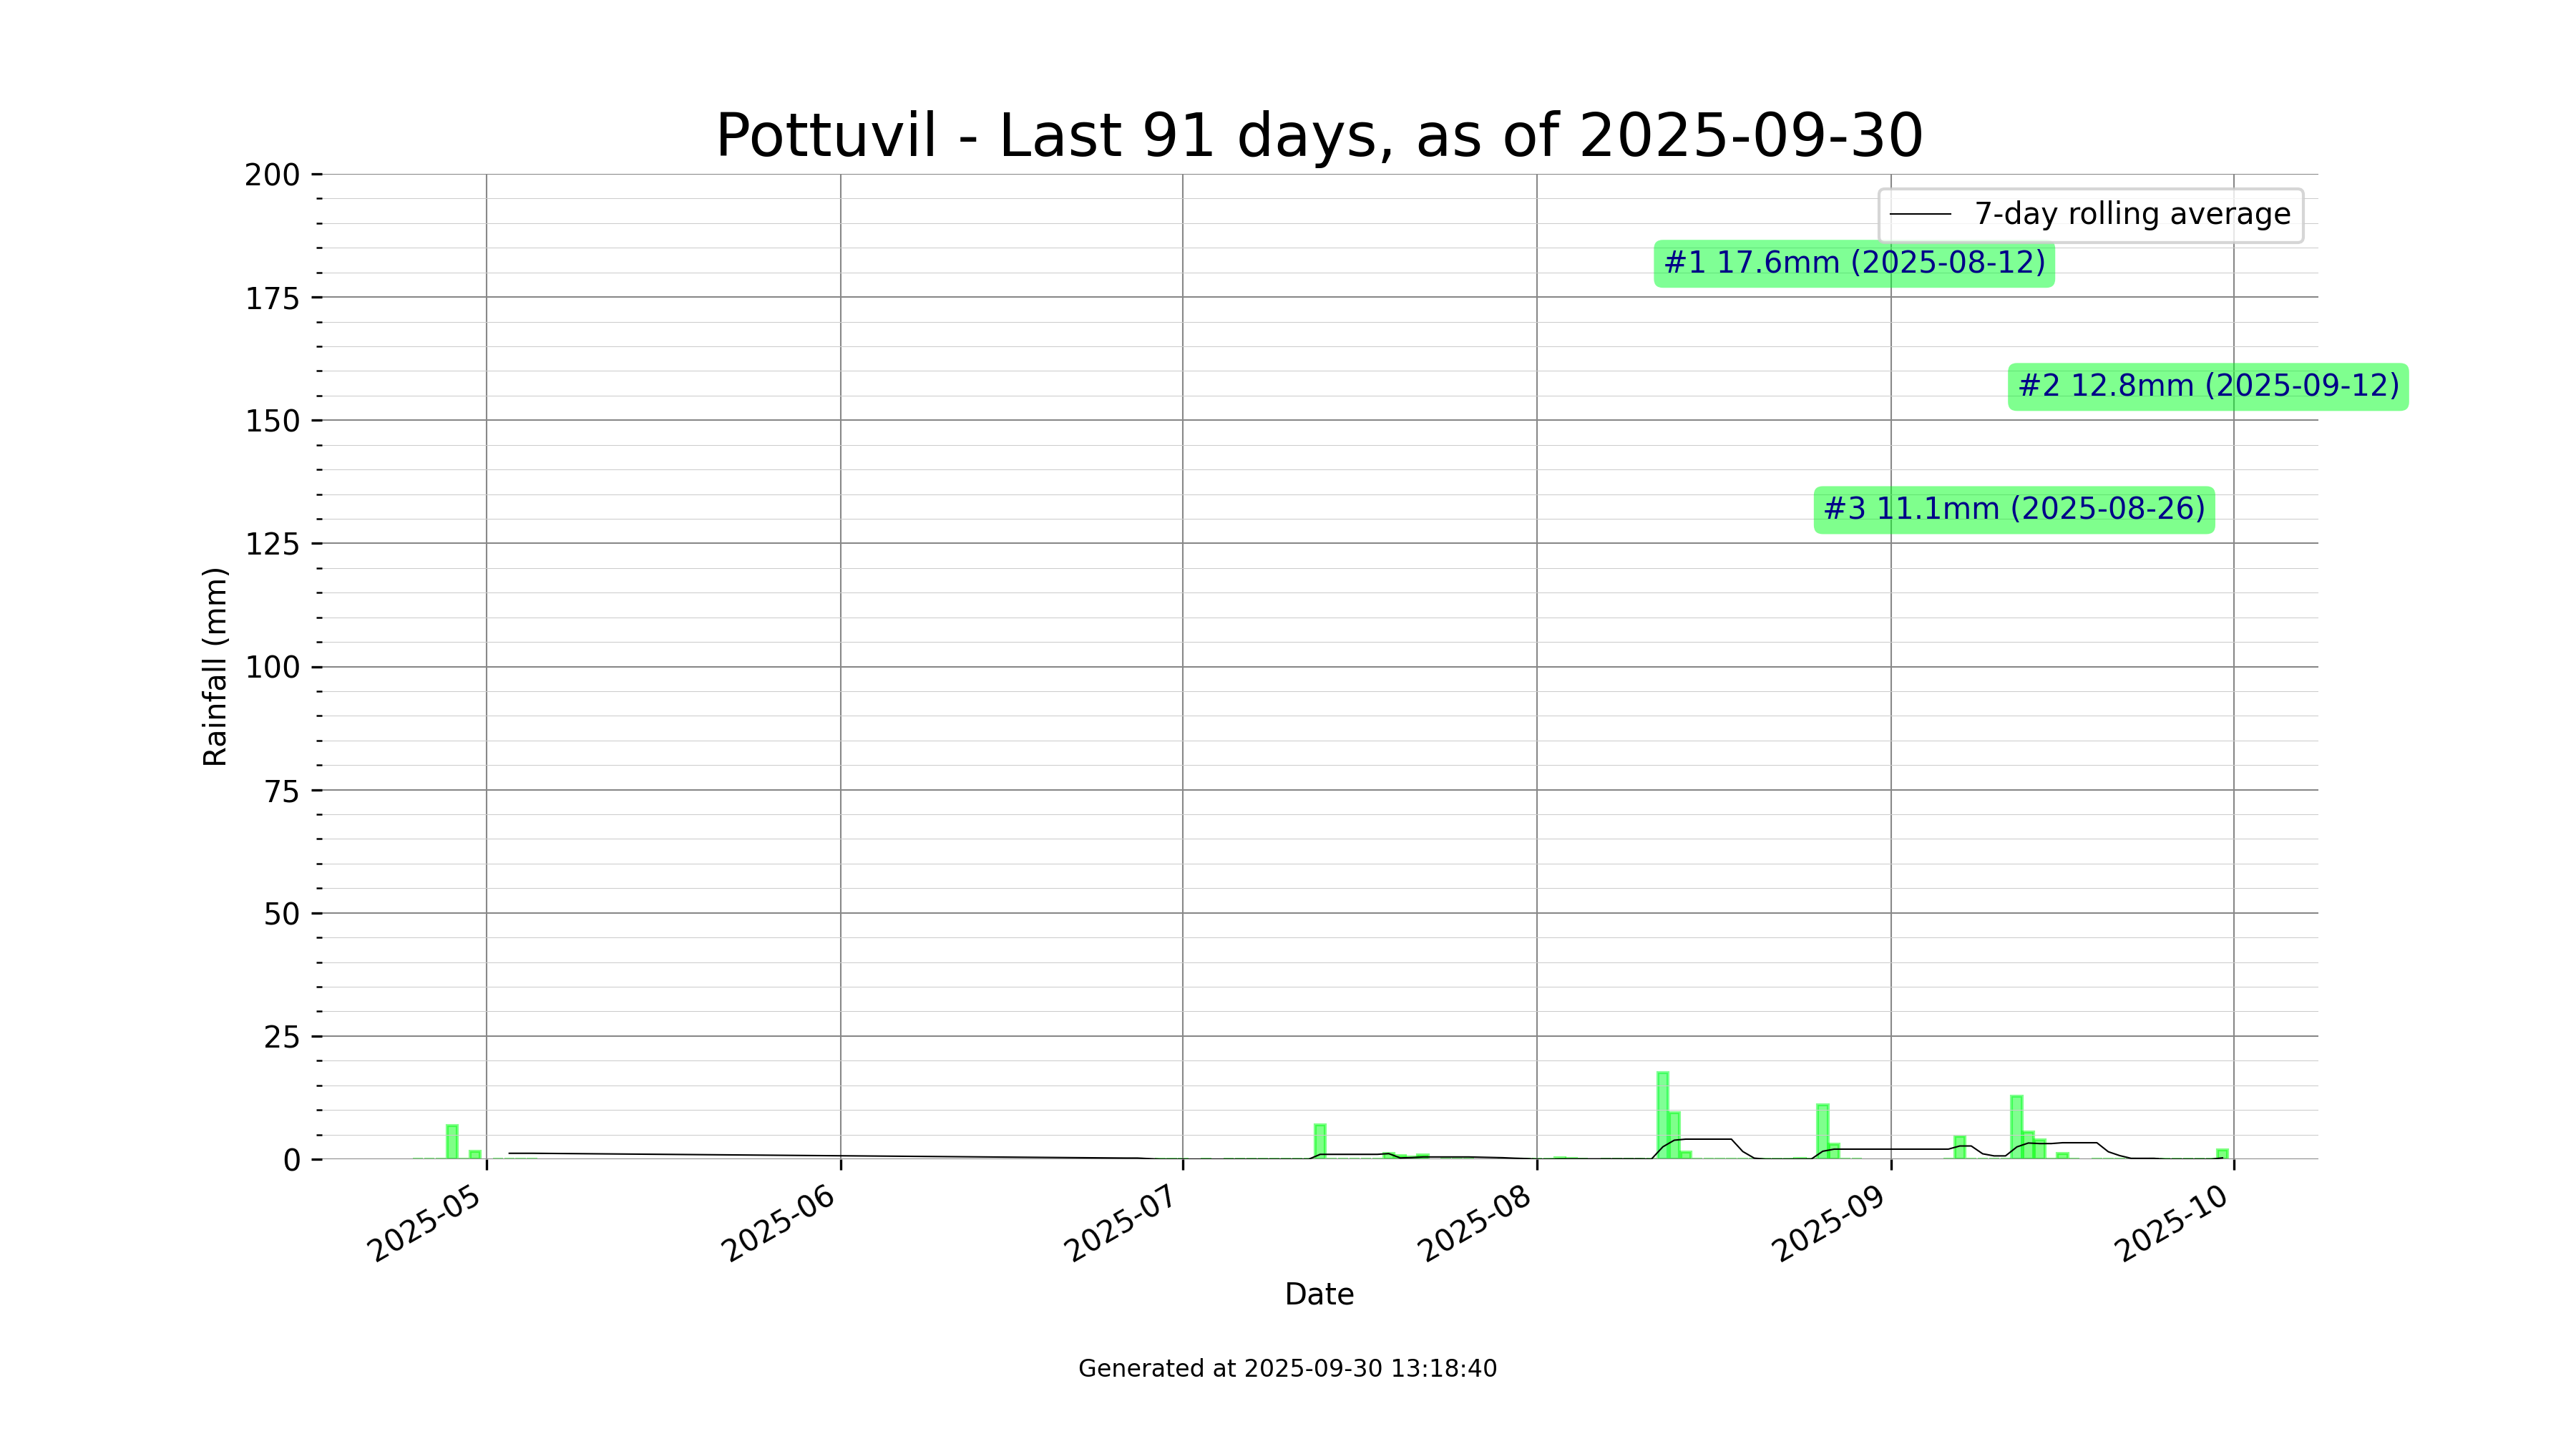 Pottuvil - Last 91 days, as of 2025-09-30
200
175
150
125
100
75
50
25
0
Rainfall (mm)
7-day rolling average
#1 17.6mm (2025-08-12)
#2 12.8mm (2025-09-12)
#3 11.1mm (2025-08-26)
2025-05
2025-06
2025-07
2025-08
2025-09
2025-10
Date
Generated at 2025-09-30 13:18:40